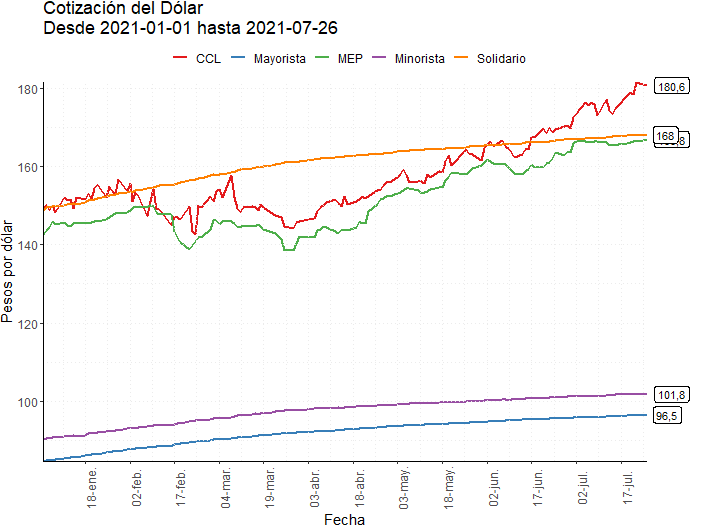 Cotización del Dólar
Desde 2021-01-01 hasta 2021-07-26
CCL Mayorista MEP Minorista Solidario
Pesos por dólar
180
160
140
120
100
180,6
168
101,8
96,5
18-ene.
02-feb.
17-feb.
04-mar.
19-mar.
03-abr.
18-abr.
03-may.
18-may.
02-jun.
17-jun.
02-jul.
17-jul.
Fecha